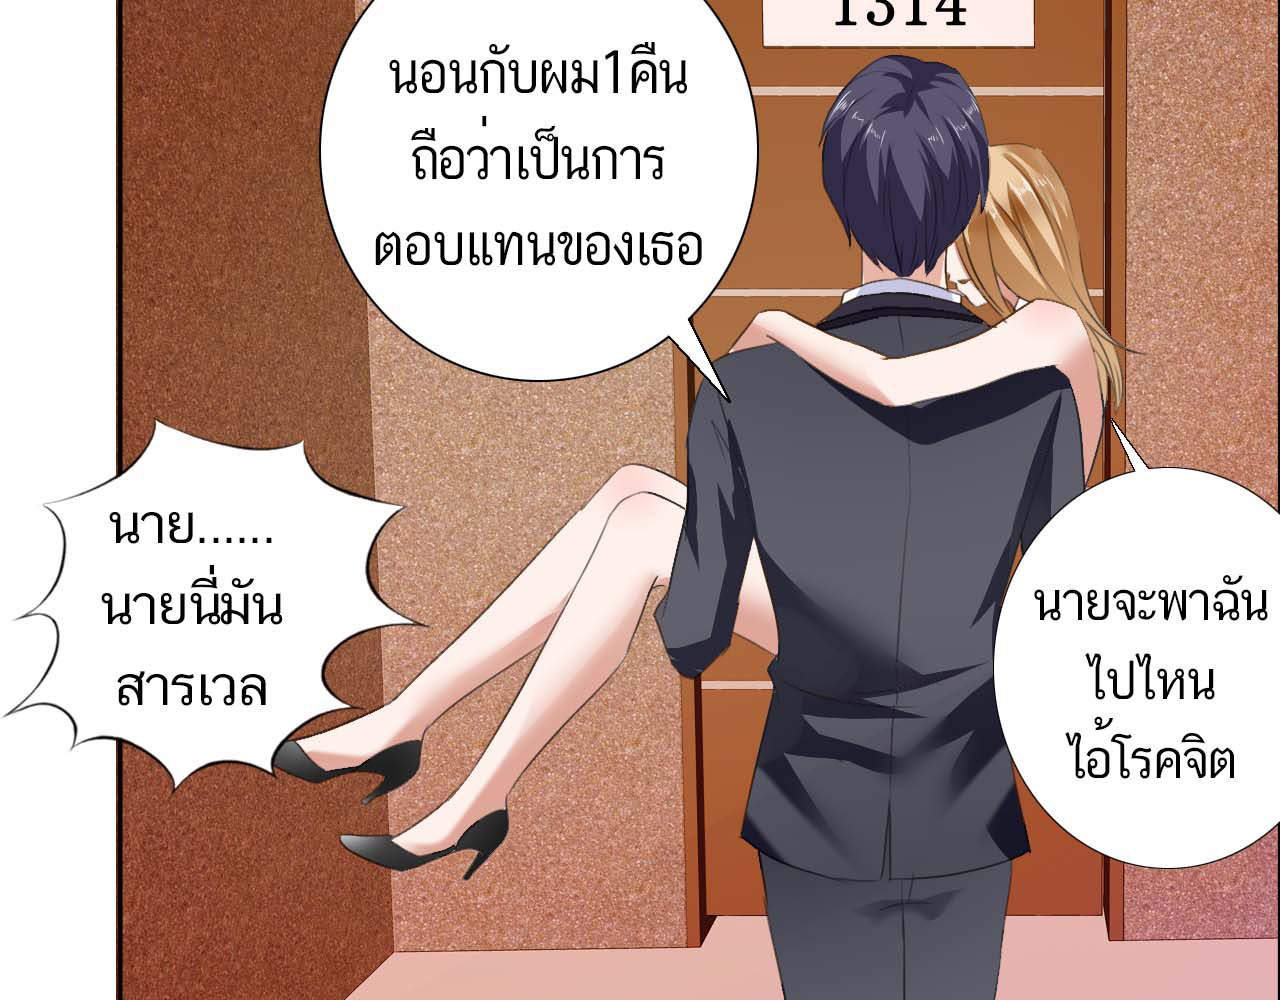 1314
นอนกับผม1คืน
ถือว่าเป็นการ
ตอบแทนของเธอ
นาย......
นายนี่มัน
สารเวล
นายจะพาฉัน
ไปไหน
ไอ้โรคจิต